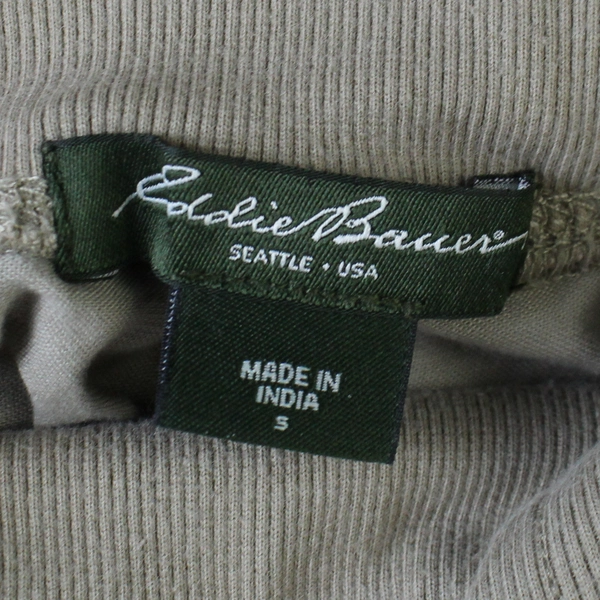 Eddie Bauer®
SEATTLE • USA
MADE IN
INDIA
S